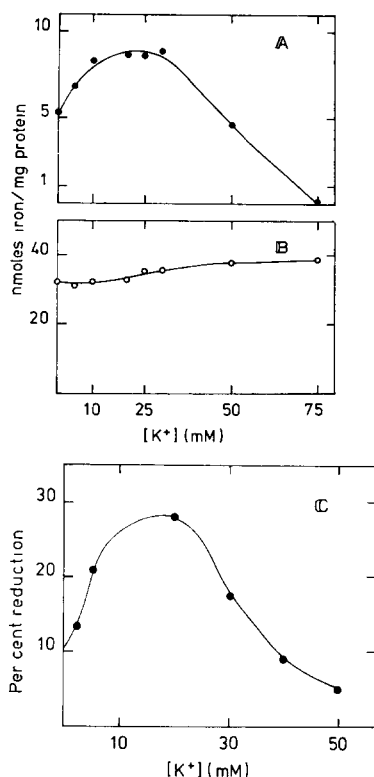 A
10
5
1
nmoles iron/mg protein
B
40
20
10 25 50 75
[K+] (mM)
C
30
20
10
Per cent reduction
10 30 50
[K+] (mM)